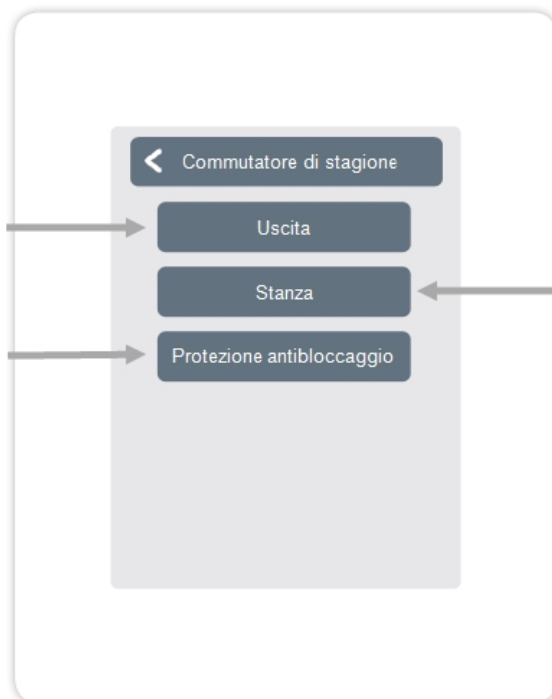 Commutatore di stagione
Uscita
Stanza
Protezione antibloccaggio